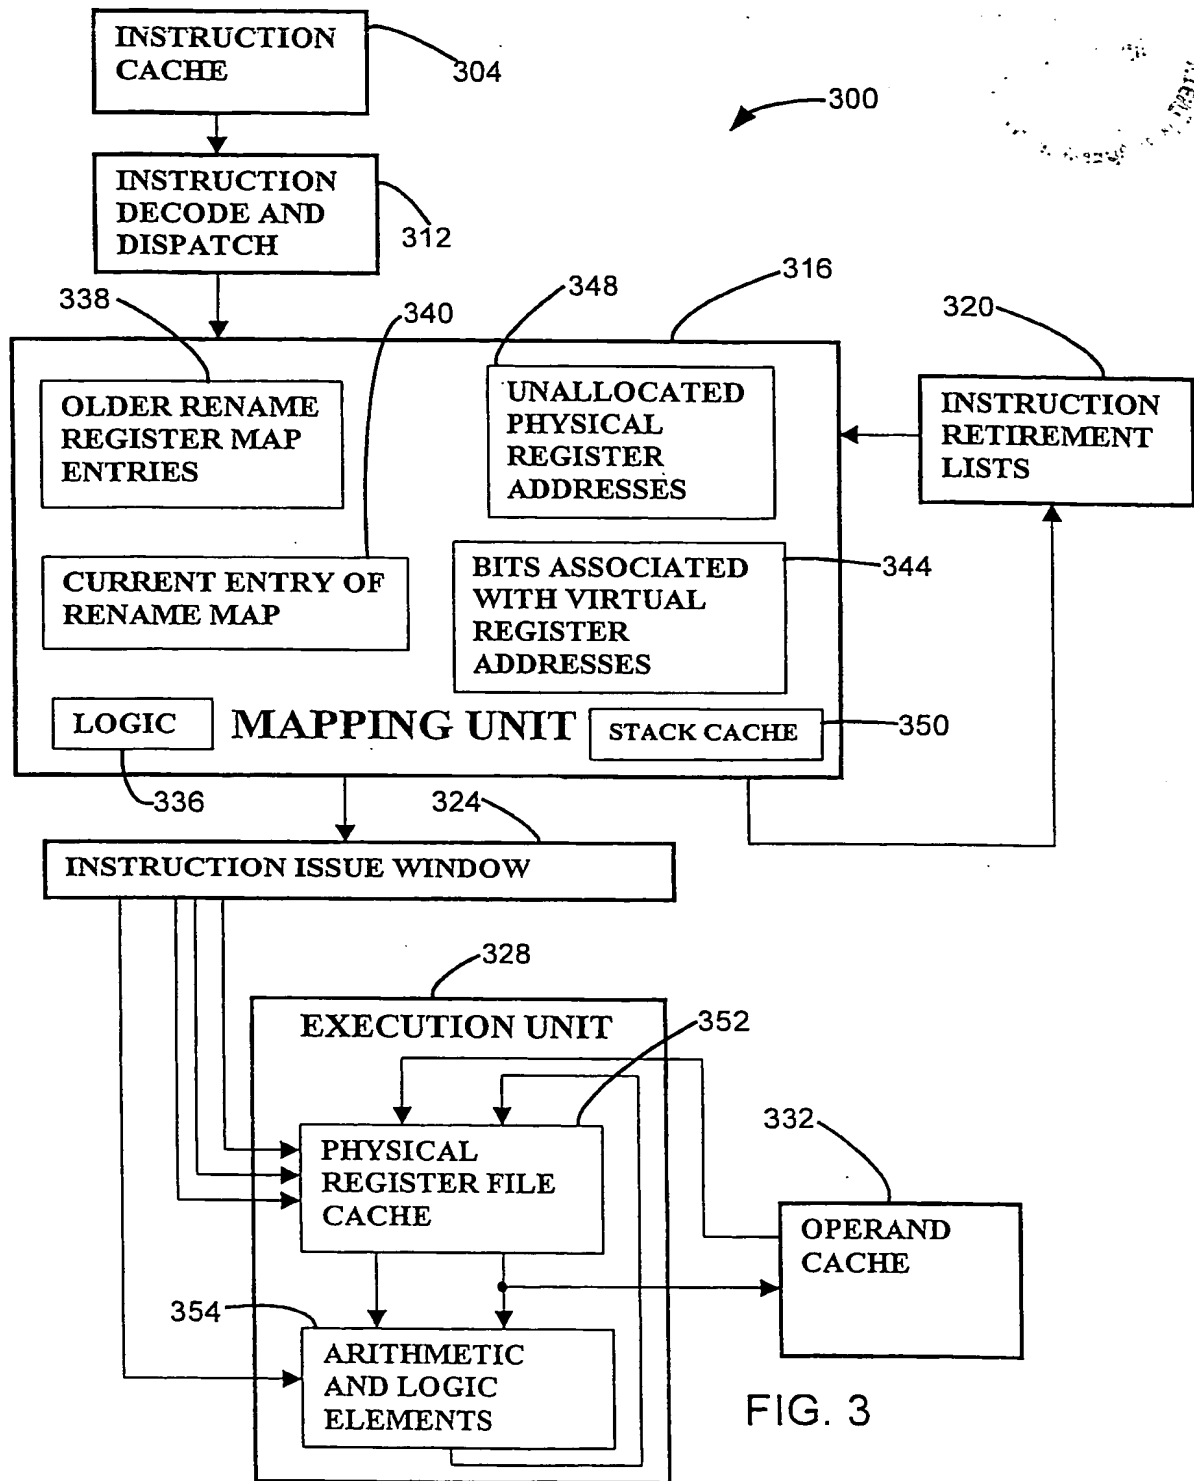 INSTRUCTION
CACHE
304
300
INSTRUCTION
DECODE AND
DISPATCH
312
338
340
348
316
320
OLDER RENAME
REGISTER MAP
ENTRIES
UNALLOCATED
PHYSICAL
REGISTER
ADDRESSES
INSTRUCTION
RETIREMENT
LISTS
CURRENT ENTRY OF
RENAME MAP
BITS ASSOCIATED
WITH VIRTUAL
REGISTER
ADDRESSES
344
LOGIC
MAPPING UNIT
STACK CACHE
350
336
324
INSTRUCTION ISSUE WINDOW
328
EXECUTION UNIT
352
PHYSICAL
REGISTER FILE
CACHE
332
OPERAND
CACHE
354
ARITHMETIC
AND LOGIC
ELEMENTS
FIG. 3